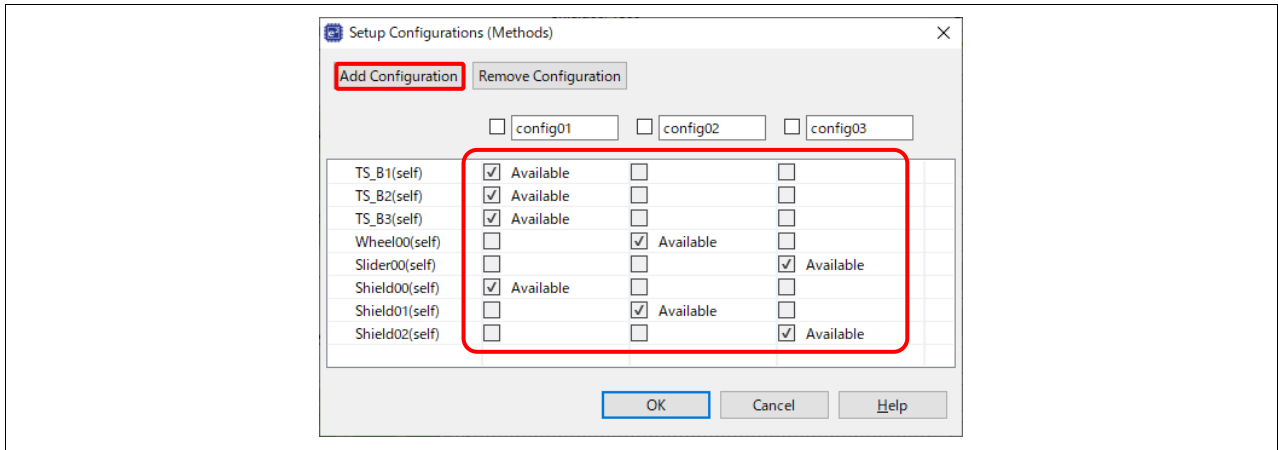 Setup Configurations (Methods)
Add Configuration Remove Configuration
config01 config02 config03
TS_B1(self) Available
TS_B2(self) Available
TS_B3(self) Available
Wheel00(self) Available
Slider00(self) Available
Shield00(self) Available
Shield01(self) Available
Shield02(self) Available
OK Cancel Help